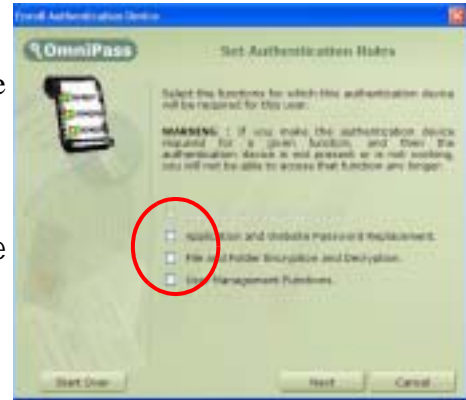 Enroll Authentication Device
OmniPass
Set Authentication Rules
e
Select the functions for which this authentication device
will be required for this user.
WARNING : If you make the authentication device
required for a given function, and then the
authentication device is not present or is not working,
you will not be able to access that function any longer.
Application and Website Password Replacement.
e
File and Folder Encryption and Decryption.
User Management Functions.
Start Over
Next
Cancel